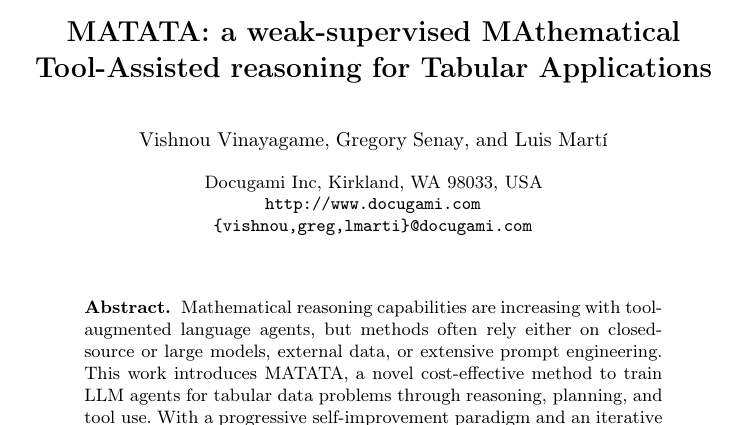 MATATA: a weak-supervised MAthematical
Tool-Assisted reasoning for Tabular Applications
Vishnou Vinayagame, Gregory Senay, and Luis Martí
Docugami Inc, Kirkland, WA 98033, USA
http://www.docugami.com
{vishnou,greg,lmarti}@docugami.com
Abstract. Mathematical reasoning capabilities are increasing with tool-
augmented language agents, but methods often rely either on closed-
source or large models, external data, or extensive prompt engineering.
This work introduces MATATA, a novel cost-effective method to train
LLM agents for tabular data problems through reasoning, planning, and
tool use. With a progressive self-improvement paradigm and an iterative